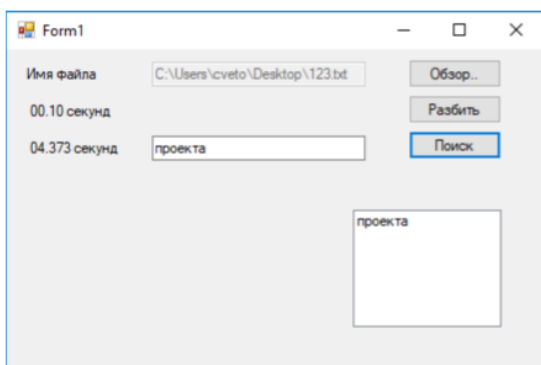 Form1
Имя файла C:\Users\cveto\Desktop\123.txt Обзор..
00.10 секунд Разбить
04.373 секунд проекта Поиск
проекта